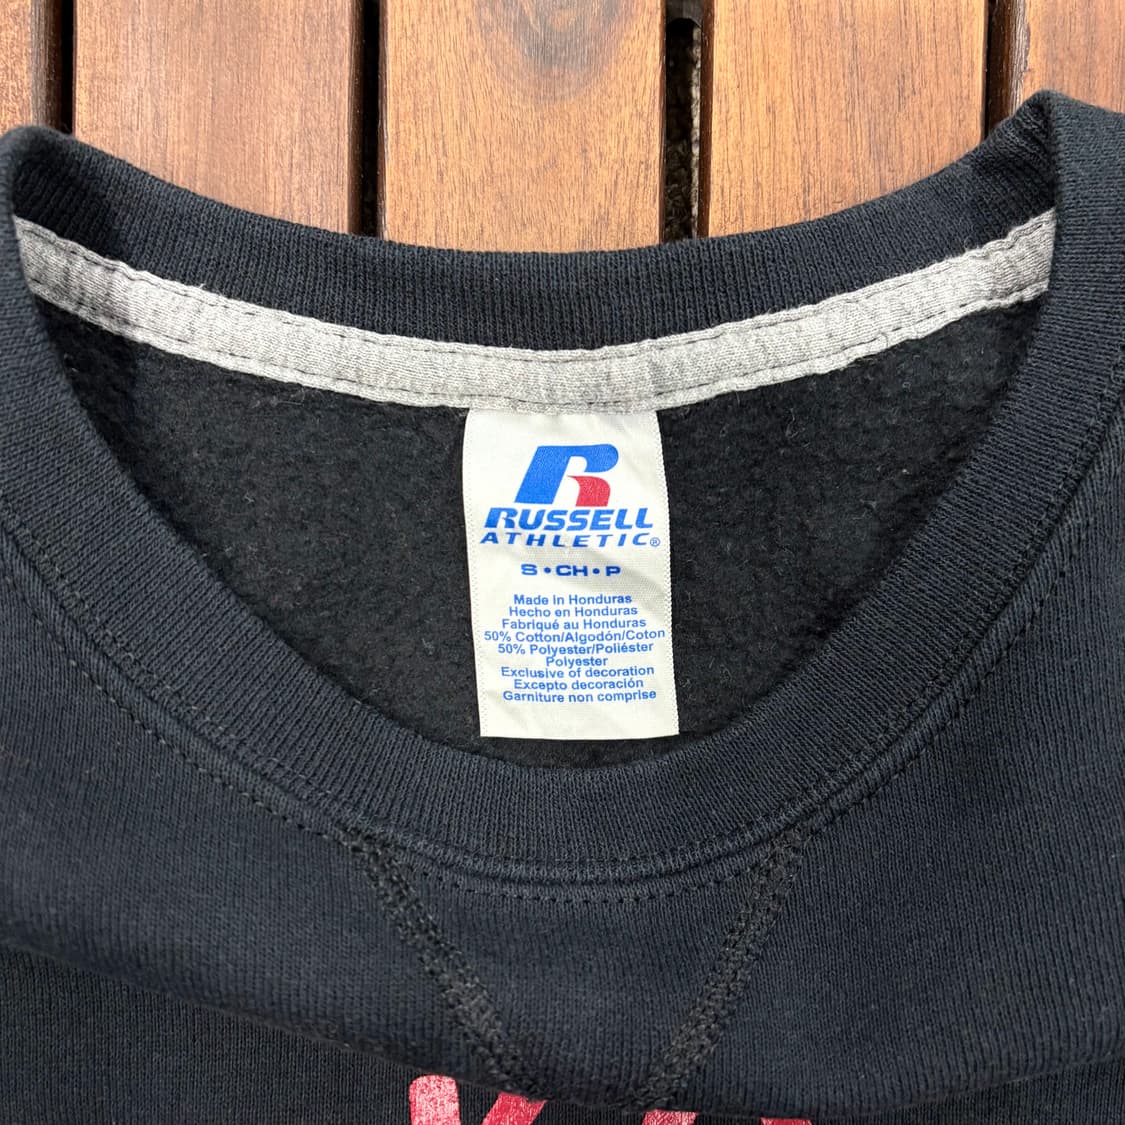 RUSSELL
ATHLETIC®
S • CH • P
Made in Honduras
Hecho en Honduras
Fabriqué au Honduras
50% Cotton/Algodón/Coton
50% Polyester/Poliéster
Polyester
Exclusive of decoration
Excepto decoración
Garniture non comprise